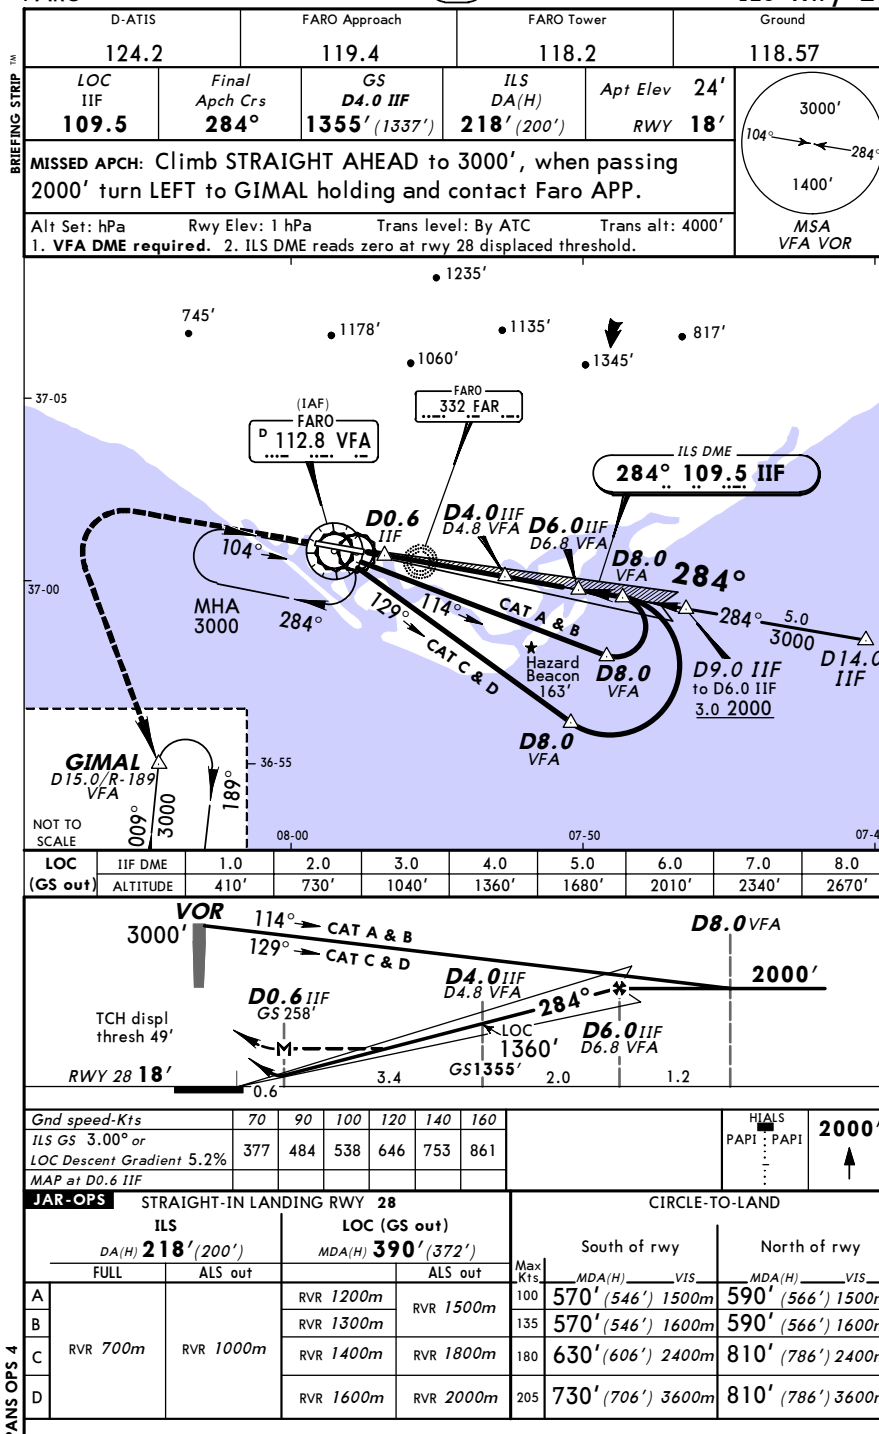 D-ATIS FARO Approach FARO Tower Ground
124.2 119.4 118.2 118.57
BRIEFING STRIP TM
LOC Final GS ILS
IIF Apch Crs D4.0 IIF DA(H)
109.5 284° 1355' (1337') 218' (200')
Apt Elev 24'
RWY 18'
MISSED APCH: Climb STRAIGHT AHEAD to 3000', when passing
2000' turn LEFT to GIMAL holding and contact Faro APP.
Alt Set: hPa Rwy Elev: 1 hPa Trans level: By ATC Trans alt: 4000'
1. VFA DME required. 2. ILS DME reads zero at rwy 28 displaced threshold.
3000'
104°
284°
1400'
MSA
VFA VOR
1235'
745'
1178'
1135'
817'
1060'
1345'
37-05
(IAF)
FARO
D 112.8 VFA
FARO
332 FAR
ILS DME
284° 109.5 IIF
D0.6
IIF
D4.0 IIF
D4.8 VFA
D6.0 IIF
D6.8 VFA
D8.0
VFA
284°
104°
37-00
MHA
3000
284°
129°
CAT C & D
114°
CAT A & B
284°
5.0
3000
D14.0
IIF
Hazard
Beacon
163'
D8.0
VFA
D9.0 IIF
to D6.0 IIF
3.0 2000
D8.0
VFA
GIMAL
D15.0/R-189
VFA
36-55
009°
3000
189°
NOT TO
SCALE
08-00
07-50
07-4
LOC IIF DME 1.0 2.0 3.0 4.0 5.0 6.0 7.0 8.0
(GS out) ALTITUDE 410' 730' 1040' 1360' 1680' 2010' 2340' 2670'
VOR
3000'
114° CAT A & B
129° CAT C & D
D8.0 VFA
2000'
D4.0 IIF
D4.8 VFA
284°
D0.6 IIF
GS 258'
D6.0 IIF
D6.8 VFA
TCH displ
thresh 49'
M
LOC
1360'
GS 1355'
RWY 28 18'
0.6 3.4 2.0 1.2
Gnd speed-Kts 70 90 100 120 140 160
ILS GS 3.00° or
LOC Descent Gradient 5.2% 377 484 538 646 753 861
MAP at D0.6 IIF
HIALS
PAPI PAPI
2000'
JAR-OPS STRAIGHT-IN LANDING RWY 28 CIRCLE-TO-LAND
ILS LOC (GS out)
DA(H) 218' (200') MDA(H) 390' (372')
South of rwy North of rwy
FULL ALS out ALS out
Max
Kts MDA(H) VIS MDA(H) VIS
A RVR 1200m 100 570' (546') 1500m 590' (566') 1500m
RVR 1500m
B RVR 1300m 135 570' (546') 1600m 590' (566') 1600m
C RVR 700m RVR 1000m RVR 1400m RVR 1800m 180 630' (606') 2400m 810' (786') 2400m
D RVR 1600m RVR 2000m 205 730' (706') 3600m 810' (786') 3600m
PANS OPS 4